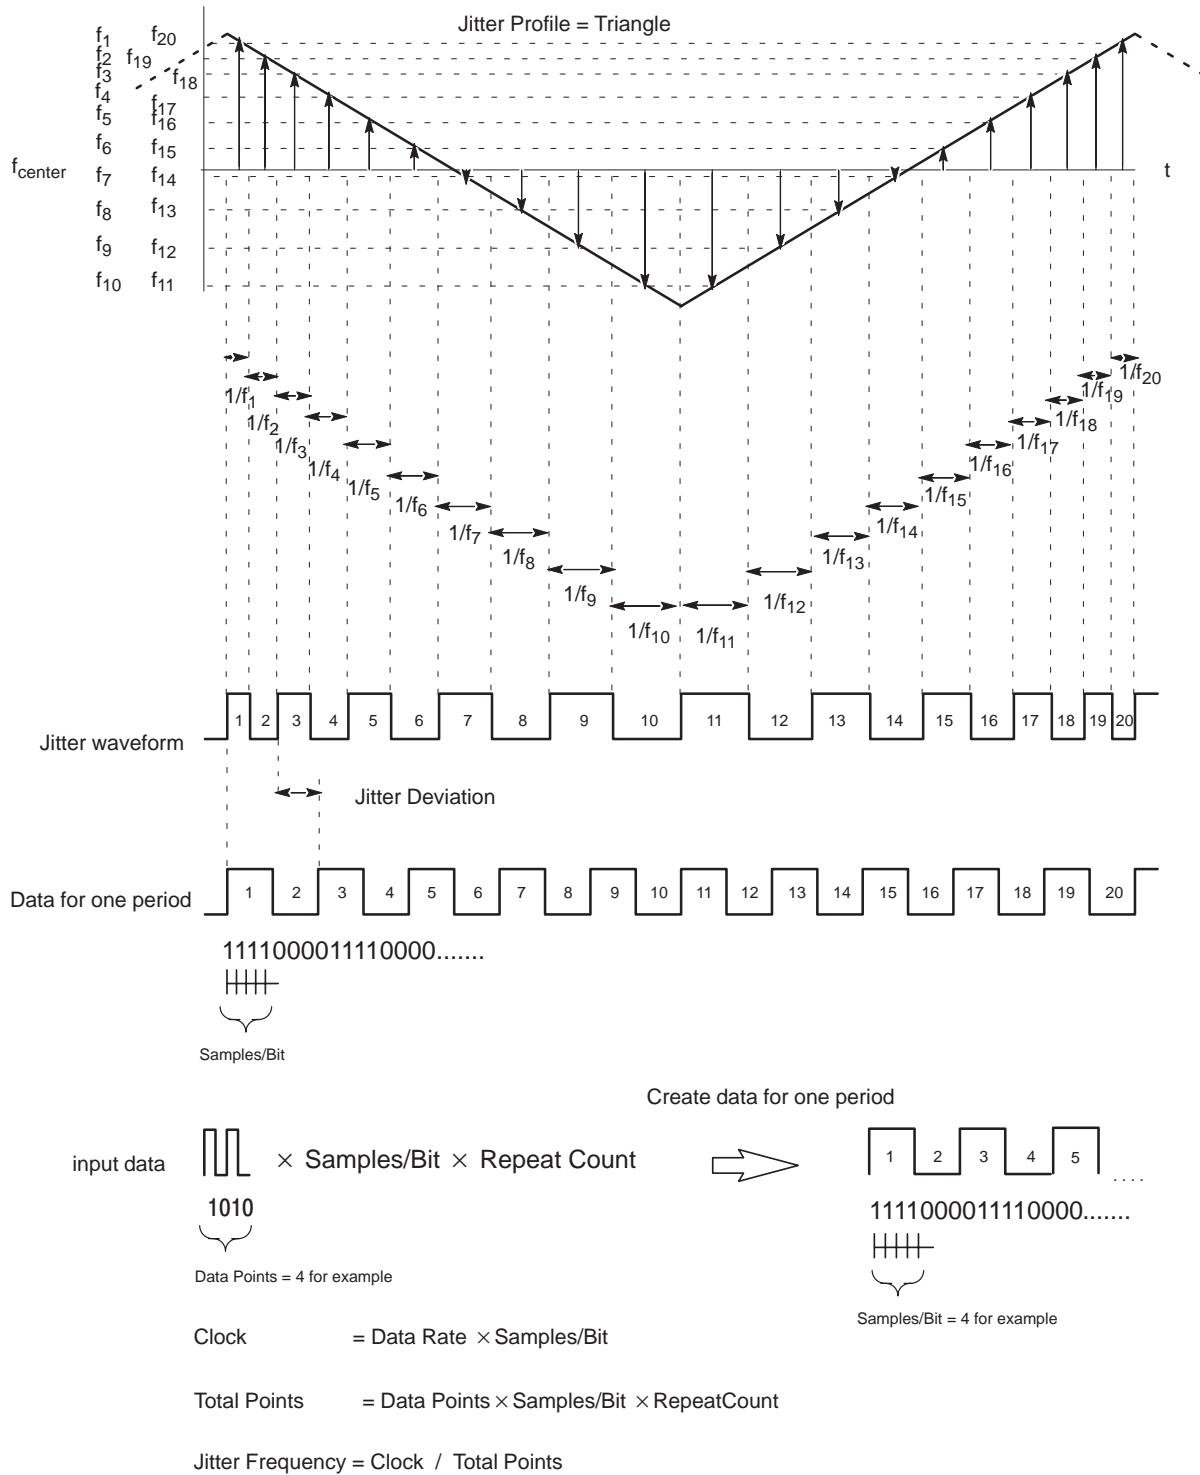 Jitter Profile = Triangle
f1 f20
f2 f19
f3 f18
f4 f17
f5 f16
f6 f15
fcenter
f7 f14
t
f8 f13
f9 f12
f10 f11
1/f1
1/f2
1/f3
1/f4
1/f5
1/f6
1/f7
1/f8
1/f9
1/f10
1/f11
1/f12
1/f13
1/f14
1/f15
1/f16
1/f17
1/f18
1/f19
1/f20
Jitter waveform 1 2 3 4 5 6 7 8 9 10 11 12 13 14 15 16 17 18 19 20
Jitter Deviation
Data for one period 1 2 3 4 5 6 7 8 9 10 11 12 13 14 15 16 17 18 19 20
1111000011110000.......
Samples/Bit
Create data for one period
input data × Samples/Bit × Repeat Count
1 2 3 4 5 ....
1010
1111000011110000.......
Data Points = 4 for example
Samples/Bit = 4 for example
Clock = Data Rate × Samples/Bit
Total Points = Data Points × Samples/Bit × RepeatCount
Jitter Frequency = Clock / Total Points